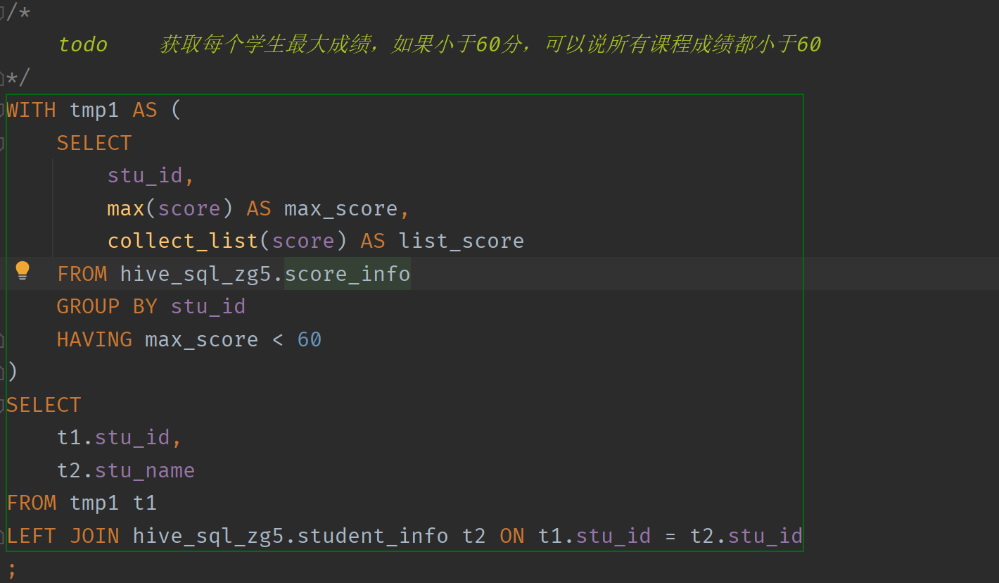 /*
    todo    获取每个学生最大成绩，如果小于60分，可以说所有课程成绩都小于60
*/
WITH tmp1 AS (
    SELECT
        stu_id,
        max(score) AS max_score,
        collect_list(score) AS list_score
    FROM hive_sql_zg5.score_info
    GROUP BY stu_id
    HAVING max_score < 60
)
SELECT
    t1.stu_id,
    t2.stu_name
FROM tmp1 t1
LEFT JOIN hive_sql_zg5.student_info t2 ON t1.stu_id = t2.stu_id
;